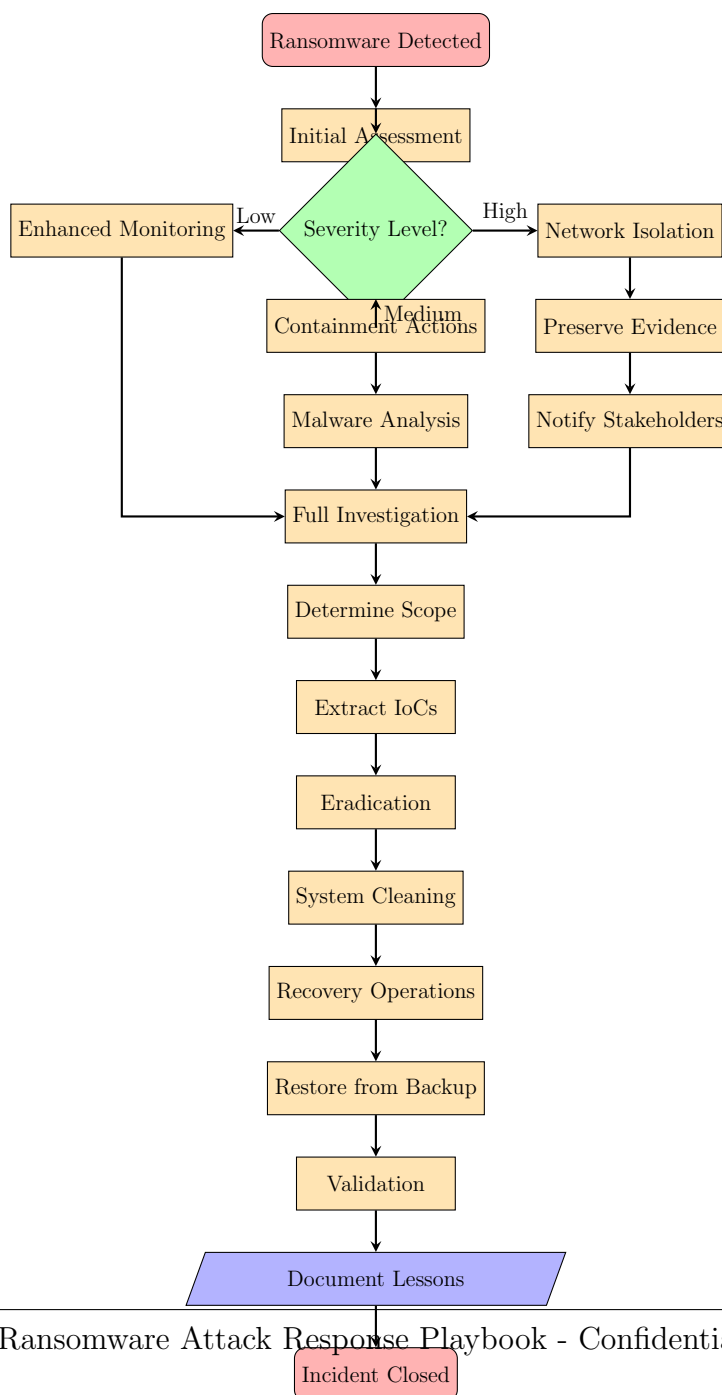 Ransomware Detected
Initial Assessment
Enhanced Monitoring
Low
Severity Level?
High
Network Isolation
Medium
Containment Actions
Preserve Evidence
Malware Analysis
Notify Stakeholders
Full Investigation
Determine Scope
Extract IoCs
Eradication
System Cleaning
Recovery Operations
Restore from Backup
Validation
Document Lessons
Ransomware Attack Response Playbook - Confidentia
Incident Closed